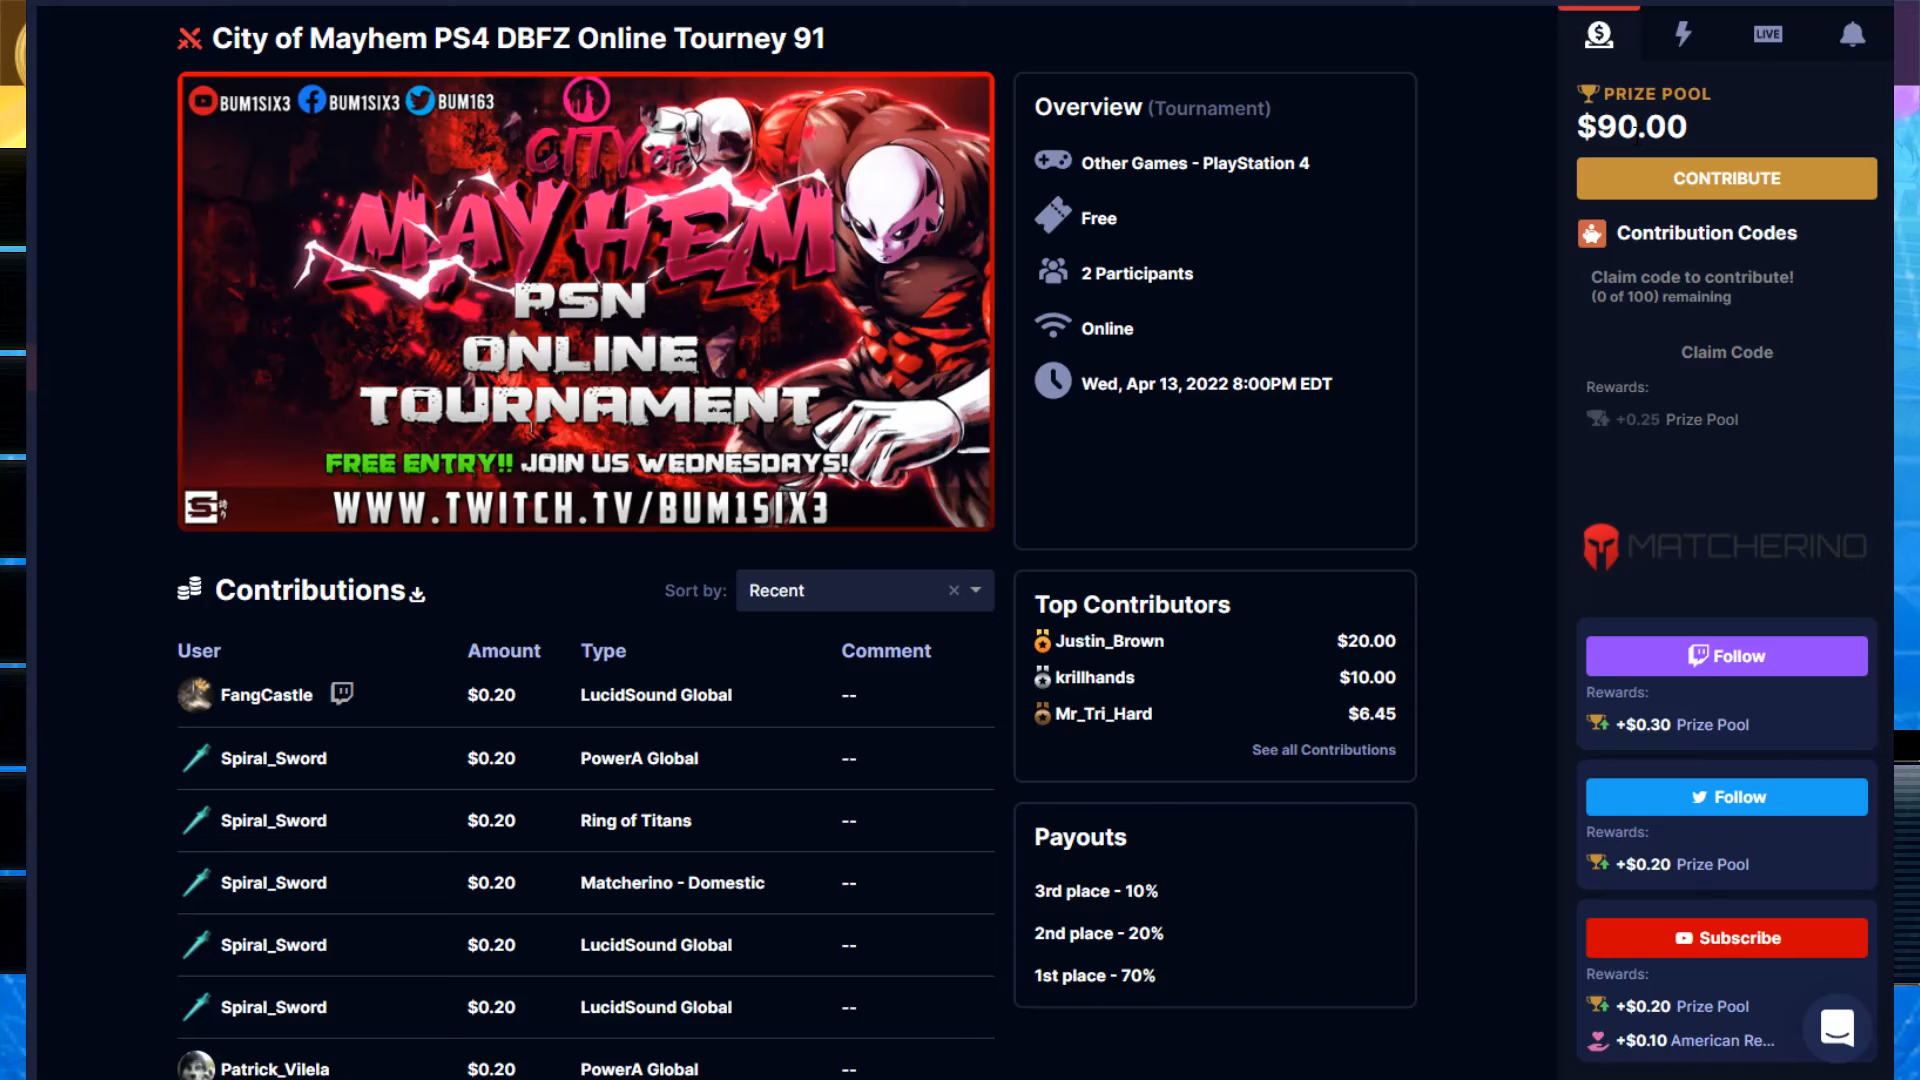 City of Mayhem PS4 DBFZ Online Tourney 91
BUM1SIX3 BUM1SIX3 BUM163
CITY OF
MAYHEM
PSN
ONLINE
TOURNAMENT
FREE ENTRY!! JOIN US WEDNESDAYS!
WWW.TWITCH.TV/BUM1SIX3
Overview (Tournament)
Other Games - PlayStation 4
Free
2 Participants
Online
Wed, Apr 13, 2022 8:00PM EDT
Contributions
Sort by: Recent
User Amount Type Comment
FangCastle $0.20 LucidSound Global --
Spiral_Sword $0.20 PowerA Global --
Spiral_Sword $0.20 Ring of Titans --
Spiral_Sword $0.20 Matcherino - Domestic --
Spiral_Sword $0.20 LucidSound Global --
Spiral_Sword $0.20 LucidSound Global --
Patrick_Vilela $0.20 PowerA Global --
Top Contributors
Justin_Brown $20.00
krillhands $10.00
Mr_Tri_Hard $6.45
See all Contributions
Payouts
3rd place - 10%
2nd place - 20%
1st place - 70%
LIVE
PRIZE POOL
$90.00
CONTRIBUTE
Contribution Codes
Claim code to contribute!
(0 of 100) remaining
Claim Code
Rewards:
+0.25 Prize Pool
MATCHERINO
Follow
Rewards:
+$0.30 Prize Pool
Follow
Rewards:
+$0.20 Prize Pool
Subscribe
Rewards:
+$0.20 Prize Pool
+$0.10 American Re...